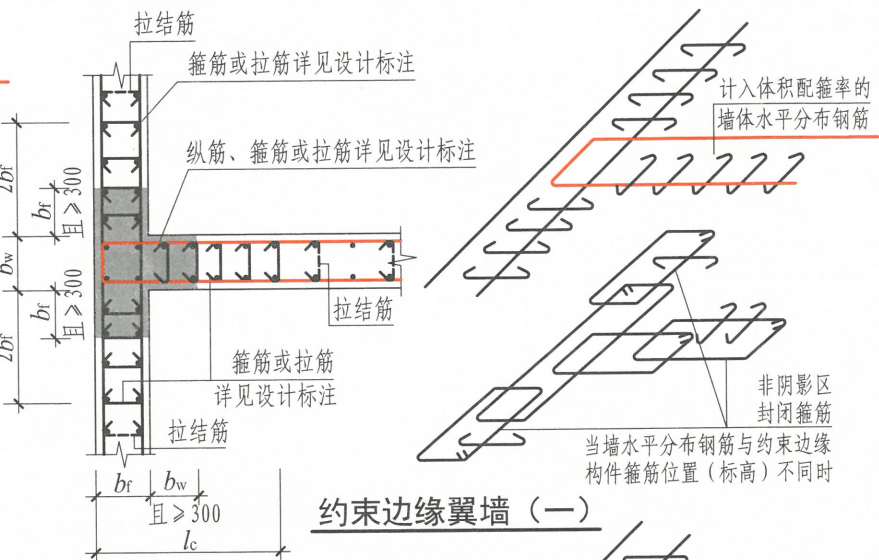 拉结筋
箍筋或拉筋详见设计标注
纵筋、箍筋或拉筋详见设计标注
计入体积配箍率的
墙体水平分布钢筋
2bf
bf
且≥300
bw
bf
且≥300
2bf
拉结筋
箍筋或拉筋
详见设计标注
拉结筋
非阴影区
封闭箍筋
当墙水平分布钢筋与约束边缘
构件箍筋位置（标高）不同时
bf
bw
且≥300
lc
约束边缘翼墙（一）